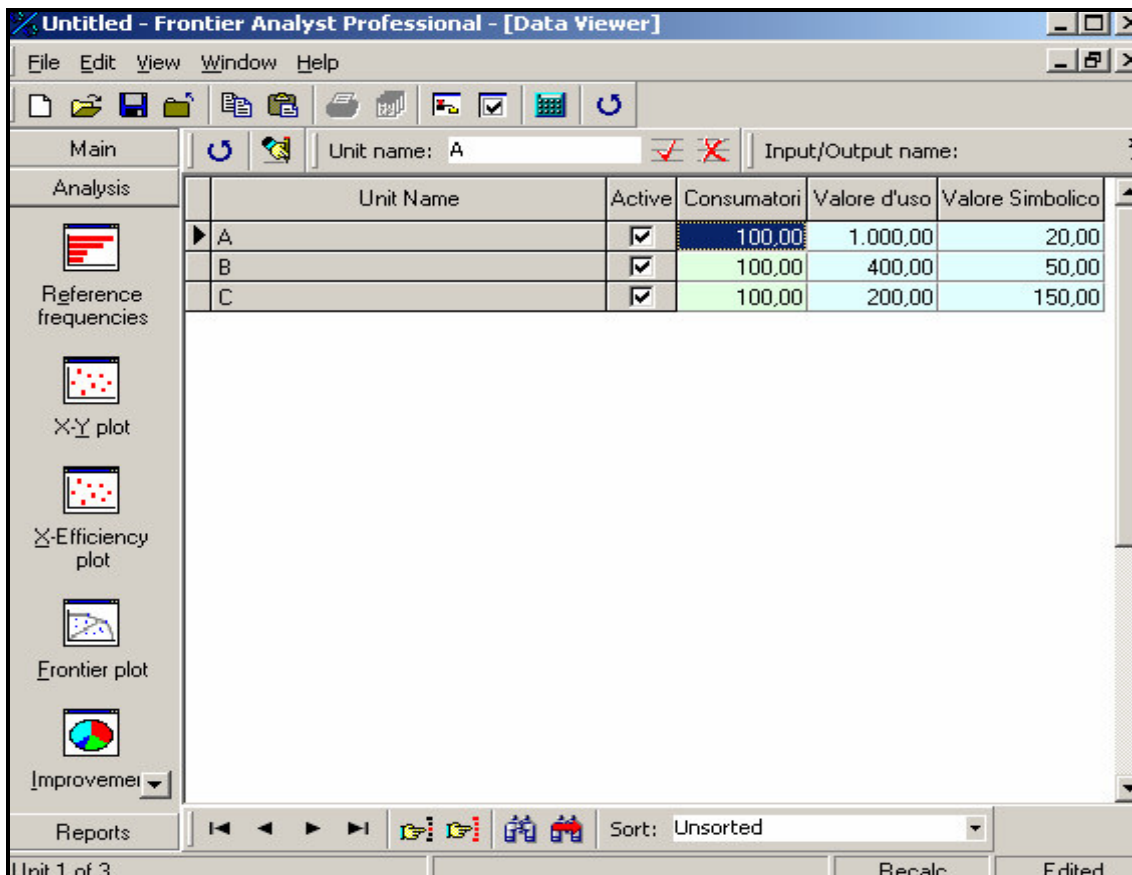 Untitled - Frontier Analyst Professional - [Data Viewer]
File Edit View Window Help
Main
Unit name: A
Input/Output name:
Analysis
Unit Name Active Consumatori Valore d'uso Valore Simbolico
A 100,00 1.000,00 20,00
B 100,00 400,00 50,00
C 100,00 200,00 150,00
Reference
frequencies
X-Y plot
X-Efficiency
plot
Frontier plot
Improvemei
Reports
Sort: Unsorted
Unit 1 of 3 Recalc Edited